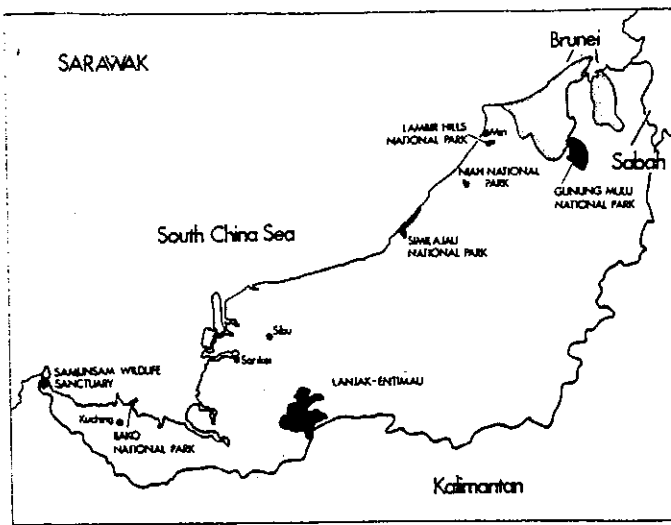 Brunei
SARAWAK
LAMBIR HILLS
NATIONAL PARK
Miri
Sabah
NIAH NATIONAL
PARK
GUNUNG MULU
NATIONAL PARK
South China Sea
SIMILAJAU
NATIONAL PARK
Sibu
Sarikei
SAMUNSAM WILDLIFE
SANCTUARY
LANJAK-ENTIMAU
Kuching
BAKO
NATIONAL PARK
Kalimantan